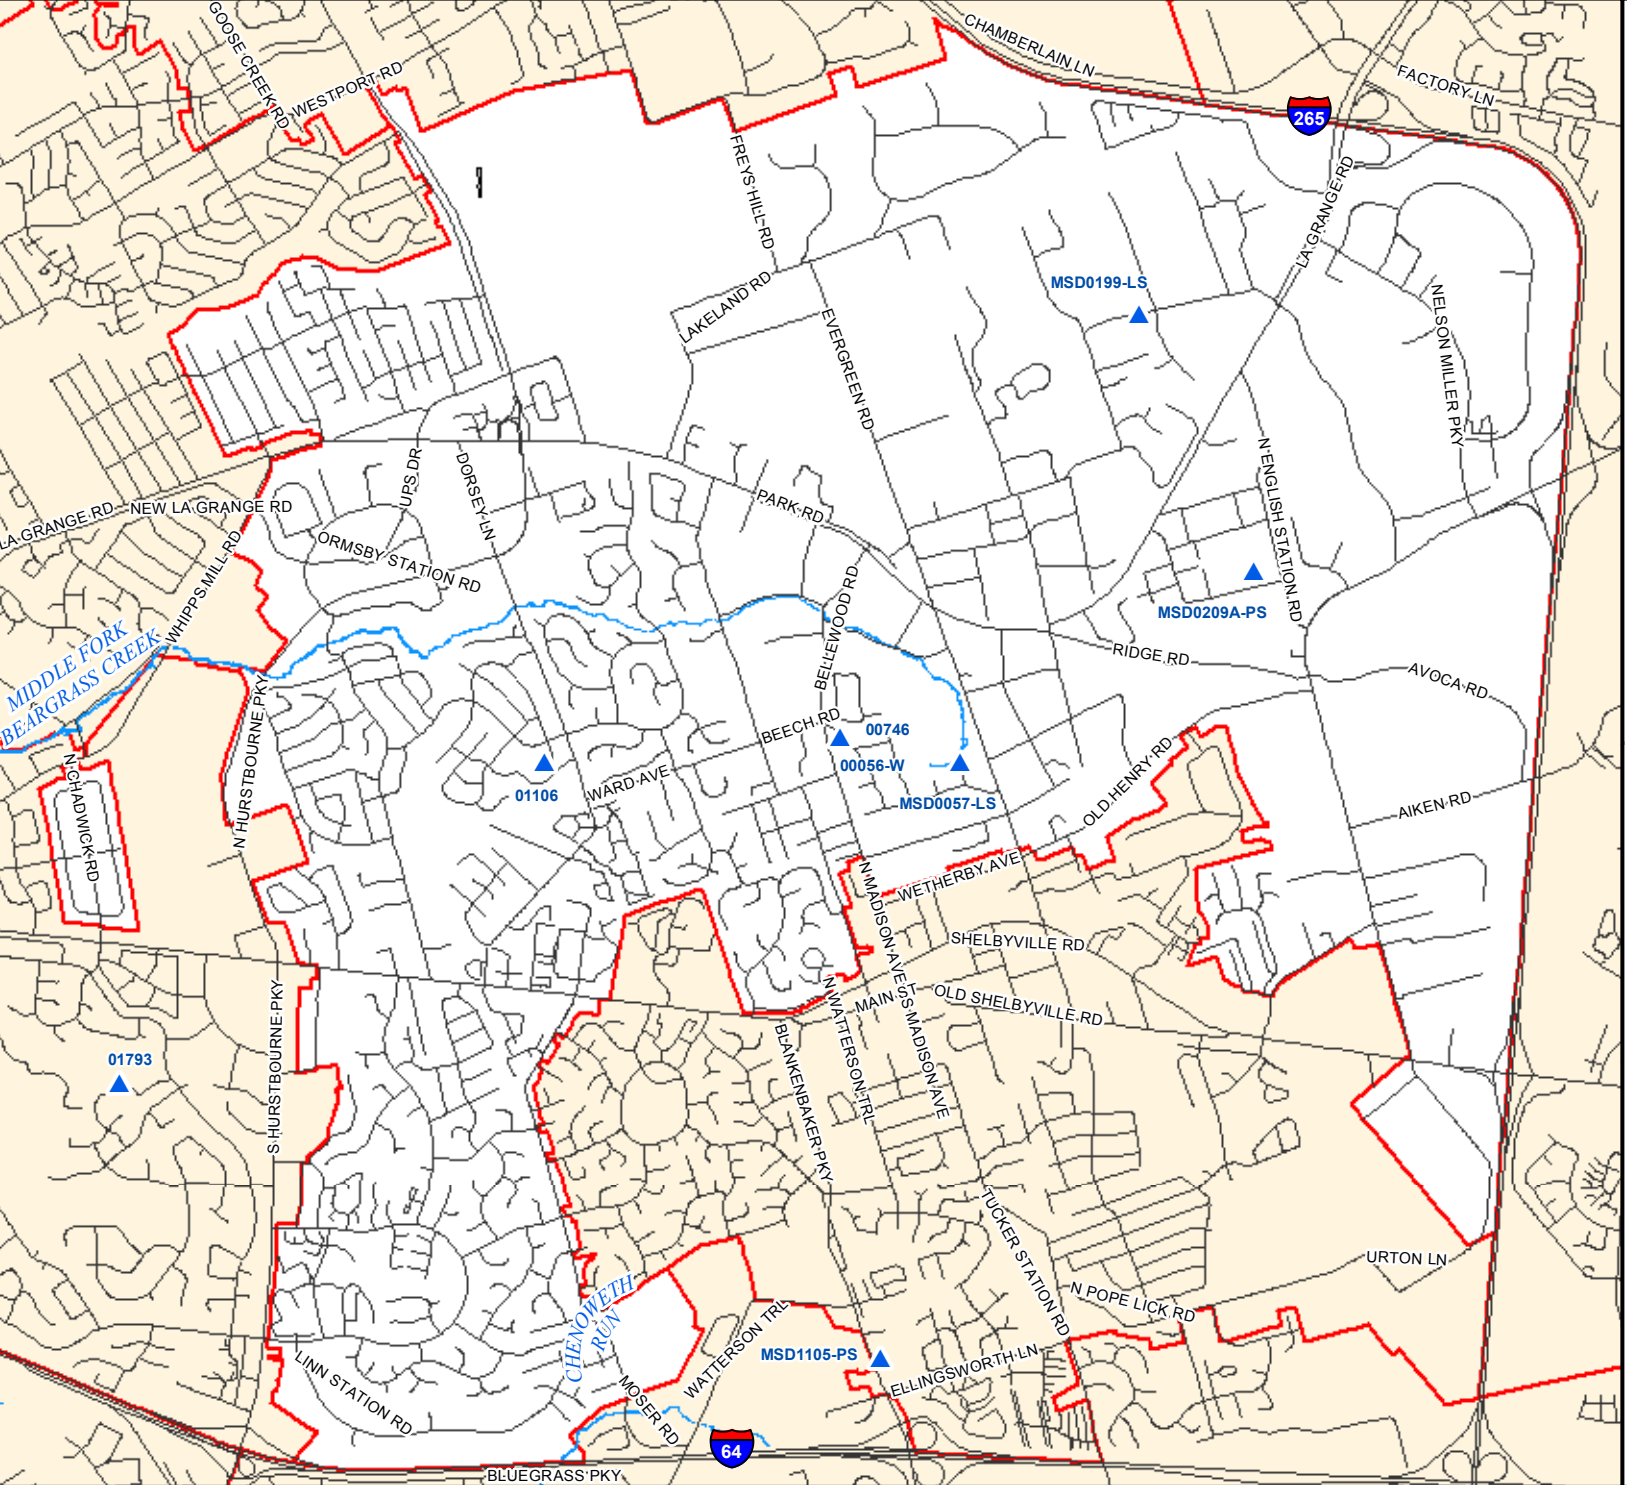 GOOSE CREEK RD
WESTPORT RD
CHAMBERLAIN LN
FACTORY LN
265
FREYS HILL RD
LA GRANGE RD
LAKELAND RD
MSD0199-LS
EVERGREEN RD
NELSON MILLER PKY
UPS DR
DORSEY LN
N ENGLISH STATION RD
LA GRANGE RD
NEW LA GRANGE RD
PARK RD
ORMSBY STATION RD
WHIPPS MILL RD
BELLEWOOD RD
MSD0209A-PS
MIDDLE FORK
BEARGRASS CREEK
RIDGE RD
AVOCA RD
N HURSTBOURNE PKY
BEECH RD
00746
00056-W
N CHADWICK RD
WARD AVE
01106
MSD0057-LS
OLD HENRY RD
AIKEN RD
WETHERBY AVE
N MADISON AVE
SHELBYVILLE RD
MAIN ST
OLD SHELBYVILLE RD
N WATTERSON TRL
S MADISON AVE
S HURSTBOURNE PKY
BLANKENBAKER PKY
01793
TUCKER STATION RD
URTON LN
N POPE LICK RD
CHENOWETH
RUN
WATTERSON TRL
MSD1105-PS
ELLINGSWORTH LN
LINN STATION RD
MOSER RD
64
BLUEGRASS PKY